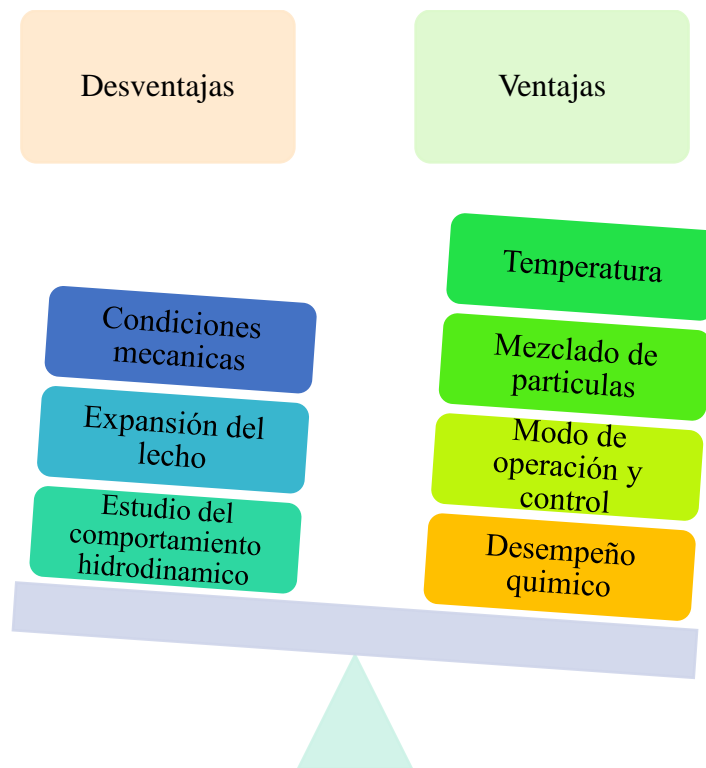 Desventajas
Ventajas
Condiciones
mecanicas
Expansión del
lecho
Estudio del
comportamiento
hidrodinamico
Temperatura
Mezclado de
particulas
Modo de
operación y
control
Desempeño
quimico